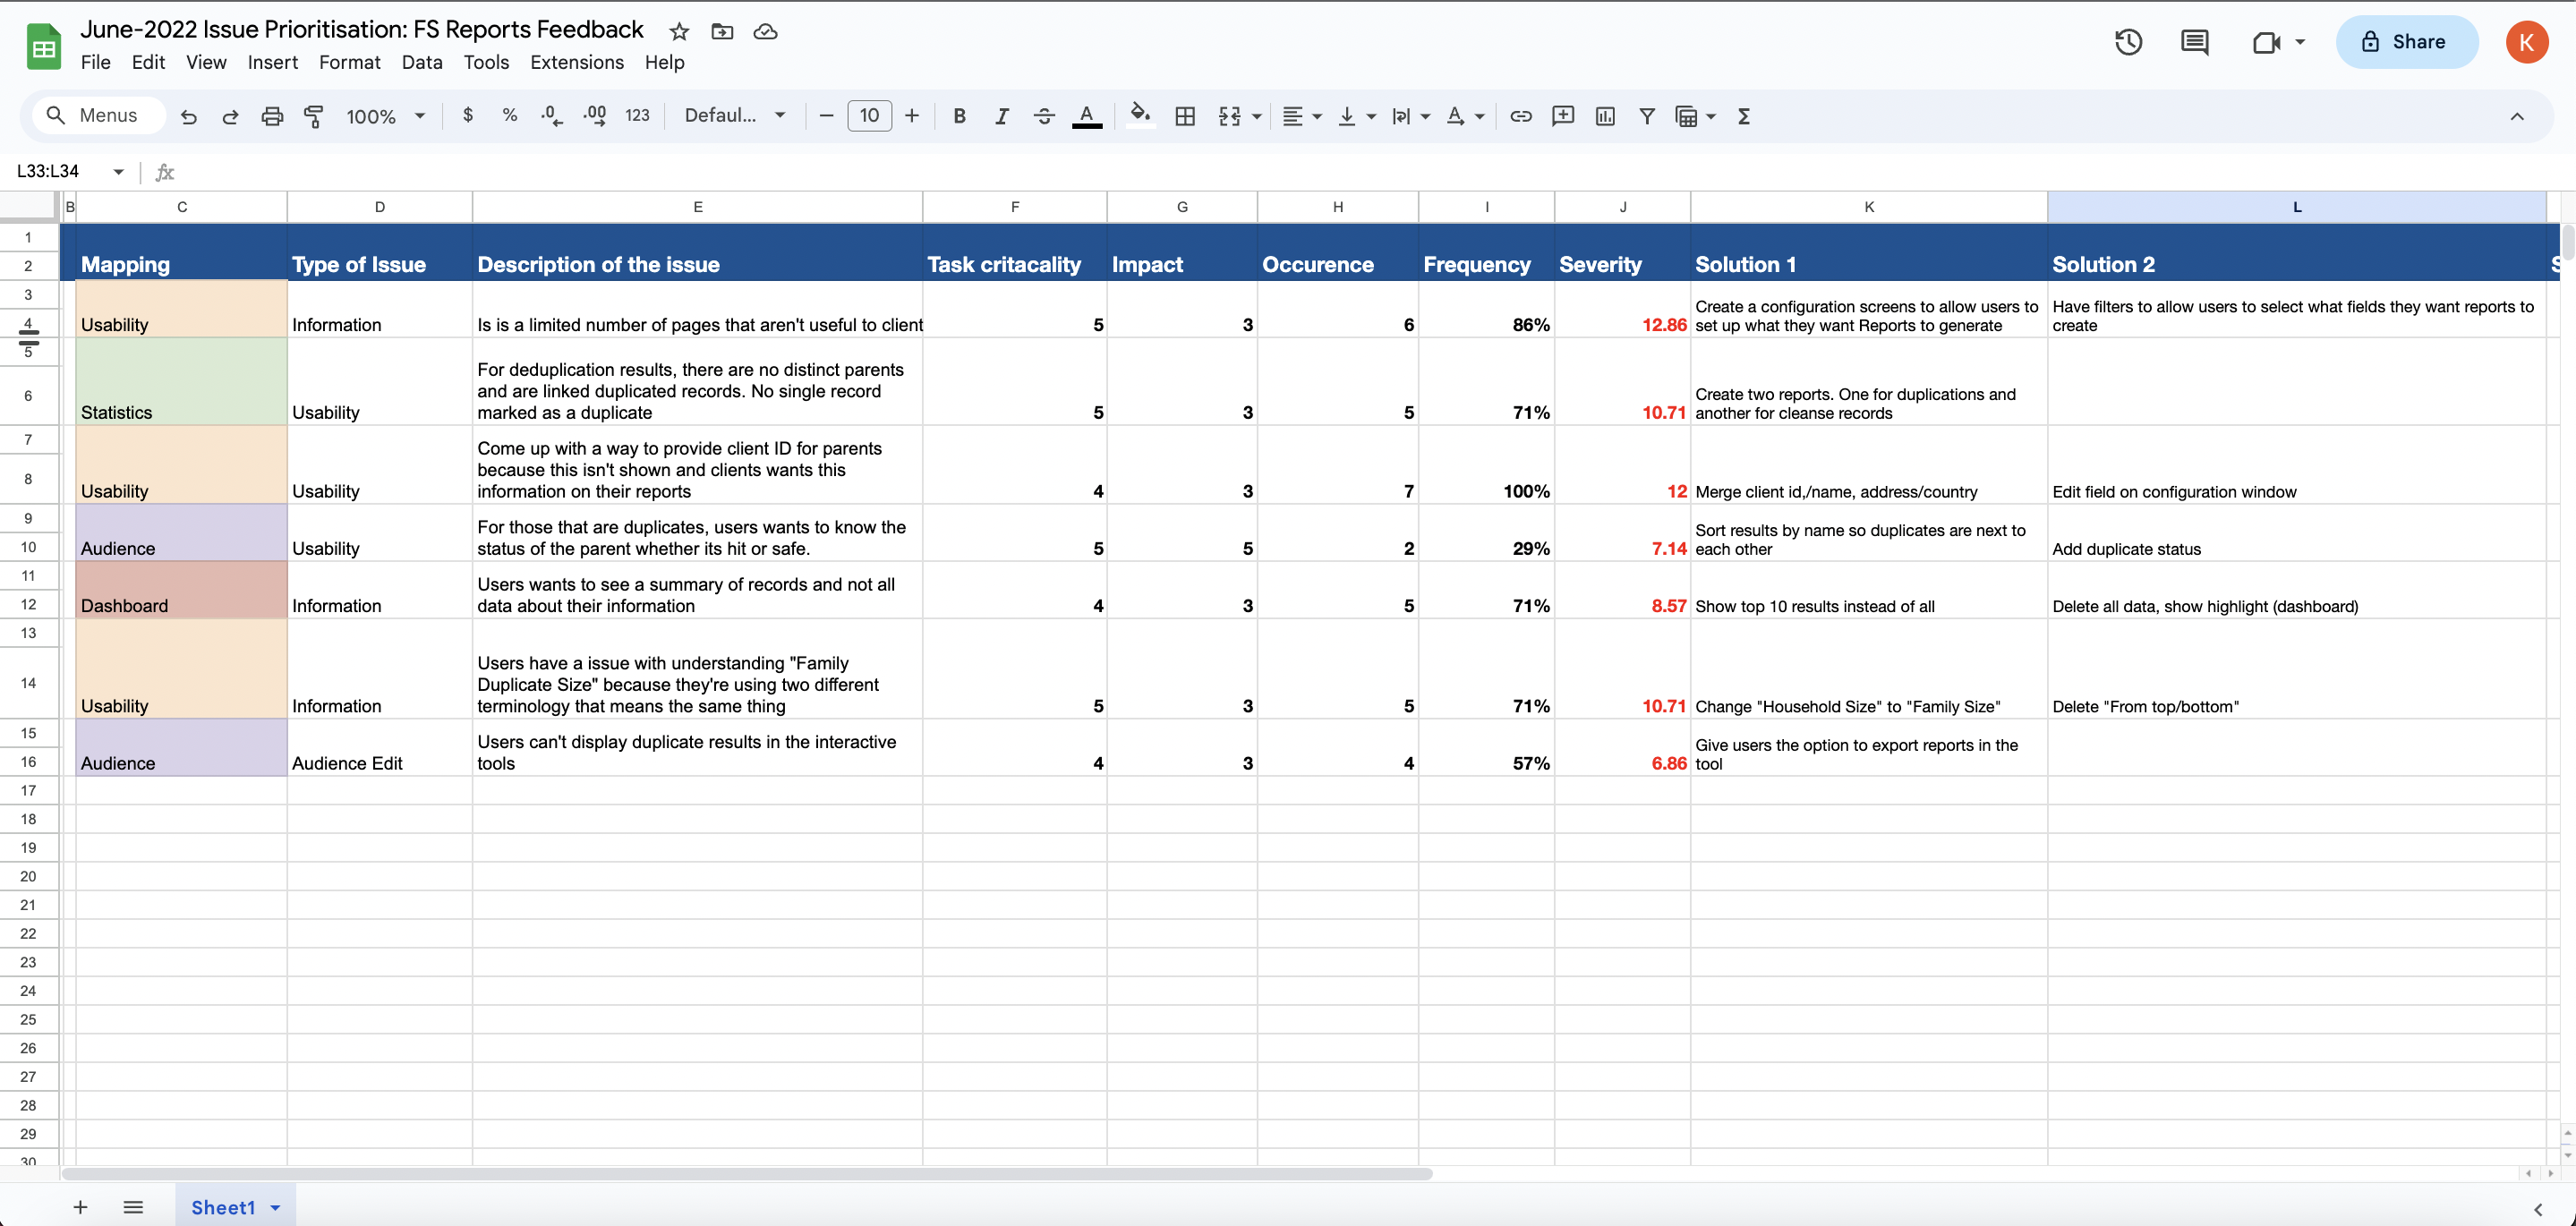 June-2022 Issue Prioritisation: FS Reports Feedback
File Edit View Insert Format Data Tools Extensions Help
Share
K
Menus
100%
$ % .0 .00 123
Defaul...
10
B I S A
L33:L34
fx
B C D E F G H I J K L
1
2 Mapping Type of Issue Description of the issue Task critacality Impact Occurence Frequency Severity Solution 1 Solution 2
3
4 Usability Information Is is a limited number of pages that aren't useful to client 5 3 6 86% 12.86
Create a configuration screens to allow users to
set up what they want Reports to generate
Have filters to allow users to select what fields they want reports to
create
5
6 Statistics Usability
For deduplication results, there are no distinct parents
and are linked duplicated records. No single record
marked as a duplicate
5 3 5 71% 10.71
Create two reports. One for duplications and
another for cleanse records
7
8 Usability Usability
Come up with a way to provide client ID for parents
because this isn't shown and clients wants this
information on their reports
4 3 7 100% 12 Merge client id,/name, address/country Edit field on configuration window
9
10 Audience Usability
For those that are duplicates, users wants to know the
status of the parent whether its hit or safe.
5 5 2 29% 7.14
Sort results by name so duplicates are next to
each other
Add duplicate status
11
12 Dashboard Information
Users wants to see a summary of records and not all
data about their information
4 3 5 71% 8.57 Show top 10 results instead of all Delete all data, show highlight (dashboard)
13
14 Usability Information
Users have a issue with understanding "Family
Duplicate Size" because they're using two different
terminology that means the same thing
5 3 5 71% 10.71 Change "Household Size" to "Family Size" Delete "From top/bottom"
15
16 Audience Audience Edit
Users can't display duplicate results in the interactive
tools
4 3 4 57% 6.86
Give users the option to export reports in the
tool
17
18
19
20
21
22
23
24
25
26
27
28
29
30
Sheet1